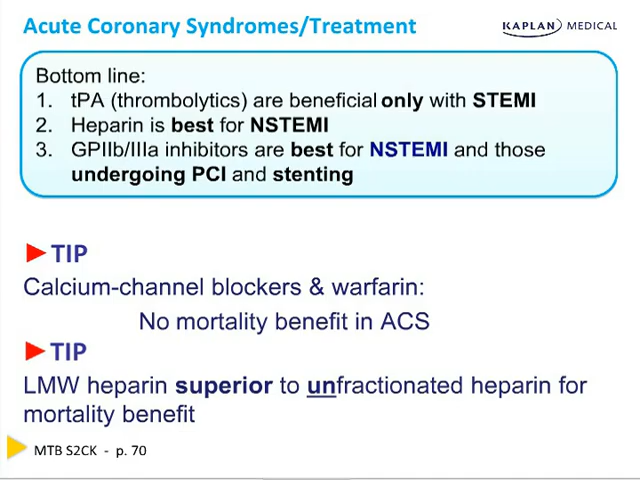 Acute Coronary Syndromes/Treatment
KAPLAN MEDICAL
Bottom line:
1. tPA (thrombolytics) are beneficial only with STEMI
2. Heparin is best for NSTEMI
3. GPIIb/IIIa inhibitors are best for NSTEMI and those
undergoing PCI and stenting
TIP
Calcium-channel blockers & warfarin:
No mortality benefit in ACS
TIP
LMW heparin superior to unfractionated heparin for
mortality benefit
MTB S2CK - p. 70